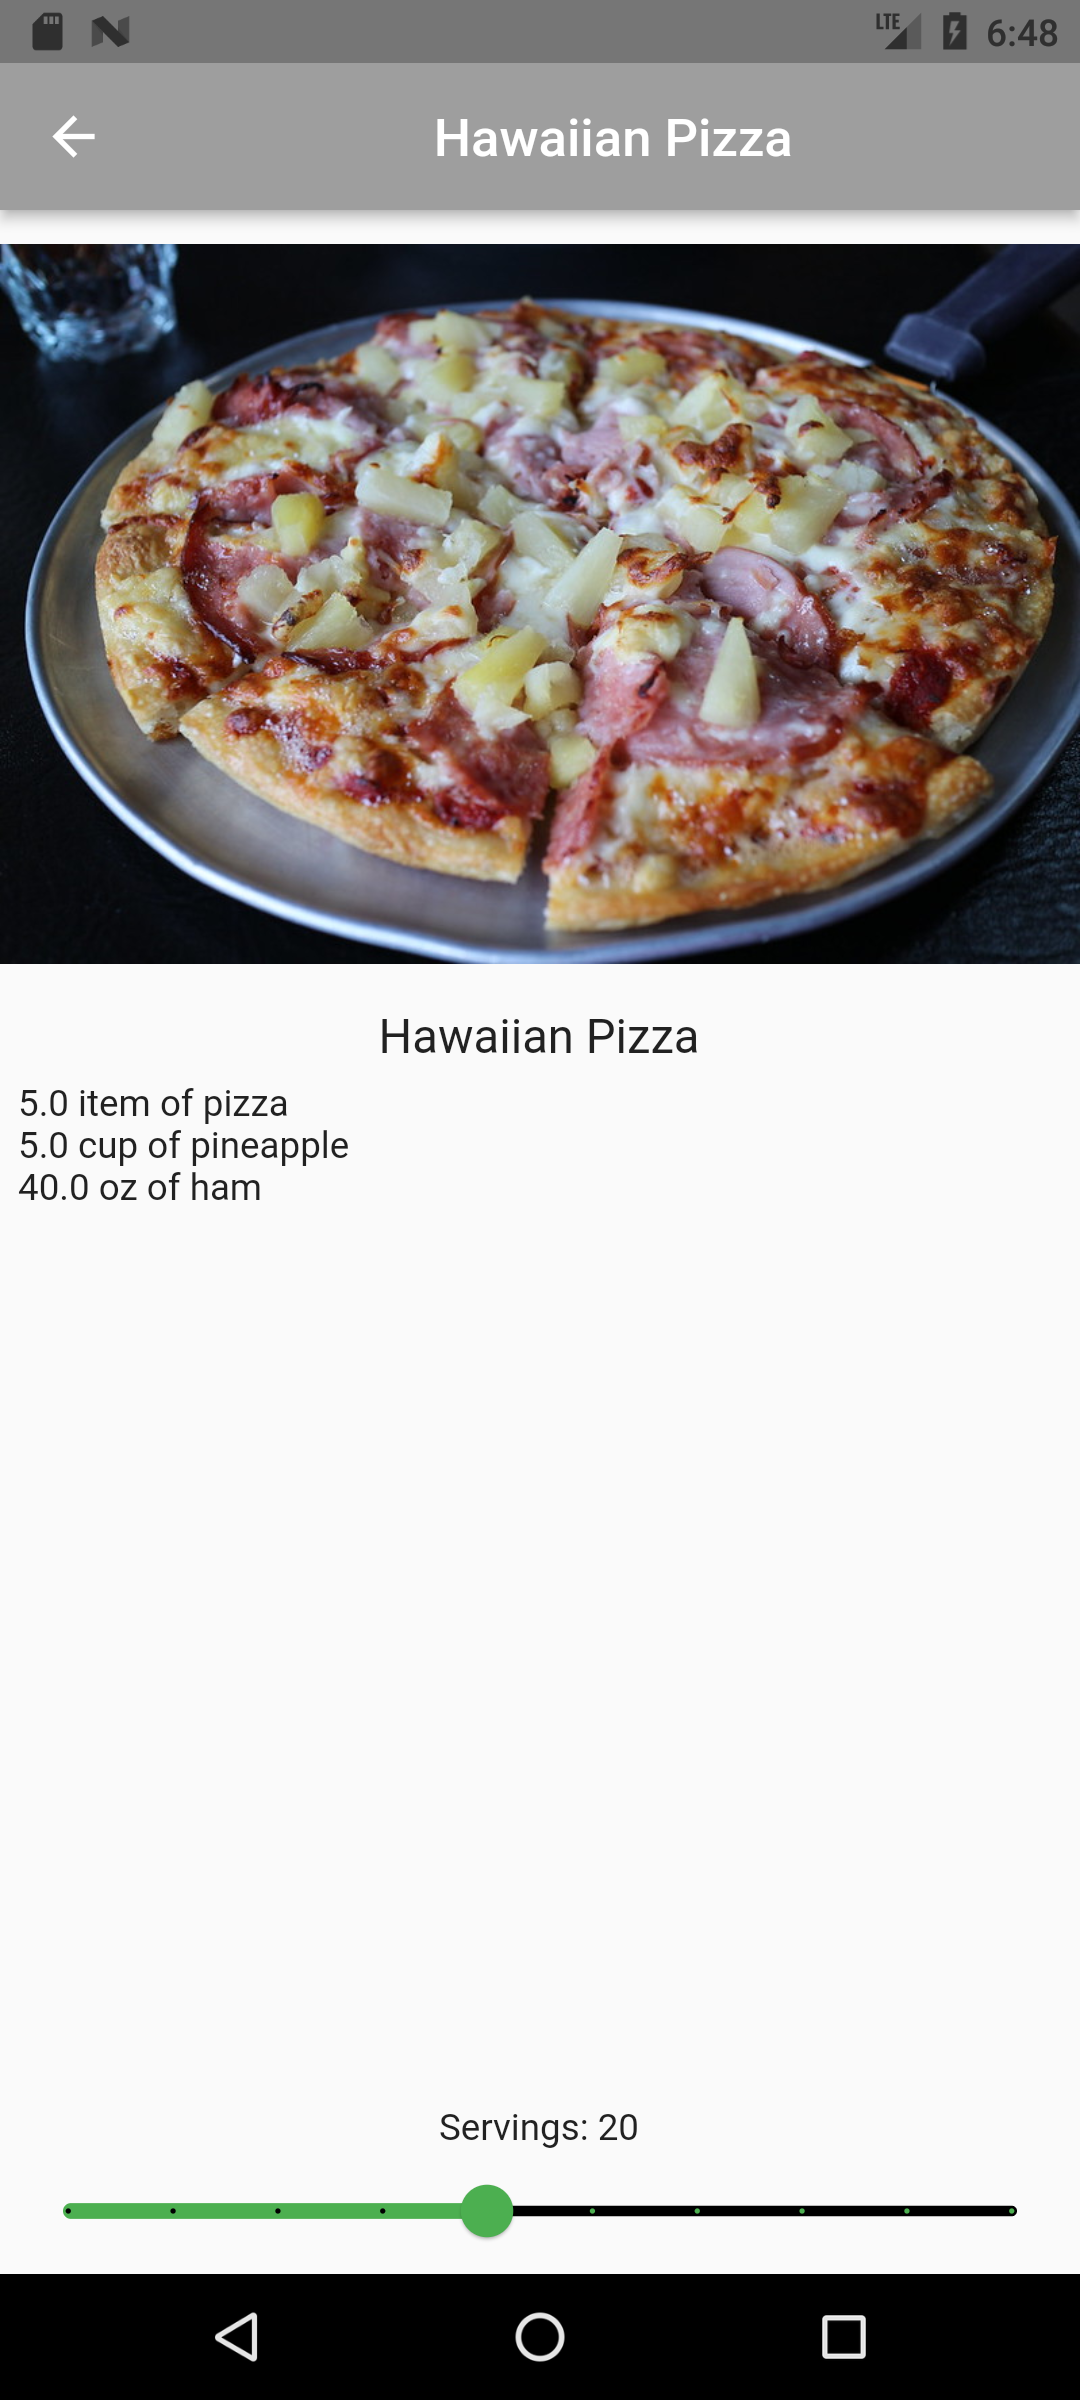 LTE 6:48
Hawaiian Pizza
Hawaiian Pizza
5.0 item of pizza
5.0 cup of pineapple
40.0 oz of ham
Servings: 20